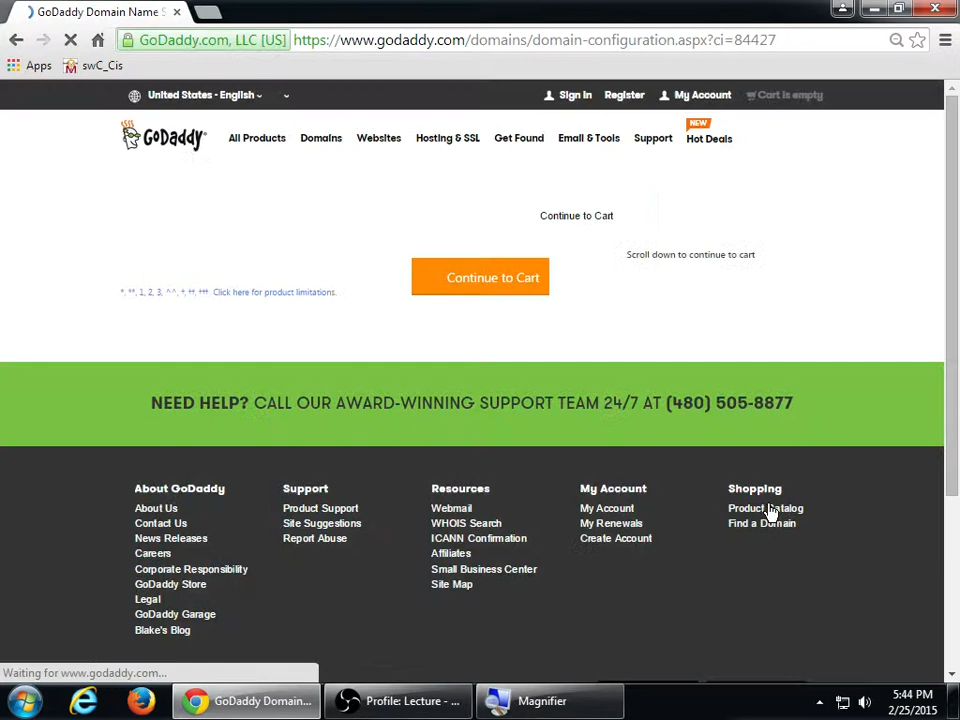 GoDaddy Domain Name S
GoDaddy.com, LLC [US] https://www.godaddy.com/domains/domain-configuration.aspx?ci=84427
Apps swC_Cis
United States - English Sign In Register My Account Cart is empty
GoDaddy All Products Domains Websites Hosting & SSL Get Found Email & Tools Support NEW Hot Deals
Continue to Cart
Scroll down to continue to cart
Continue to Cart
*, **, 1, 2, 3, ^^, +, ++, +++ Click here for product limitations.
NEED HELP? CALL OUR AWARD-WINNING SUPPORT TEAM 24/7 AT (480) 505-8877
About GoDaddy Support Resources My Account Shopping
About Us Product Support Webmail My Account Product Catalog
Contact Us Site Suggestions WHOIS Search My Renewals Find a Domain
News Releases Report Abuse ICANN Confirmation Create Account
Careers Affiliates
Corporate Responsibility Small Business Center
GoDaddy Store Site Map
Legal
GoDaddy Garage
Blake's Blog
Waiting for www.godaddy.com...
GoDaddy Domain... Profile: Lecture - ... Magnifier 5:44 PM
2/25/2015